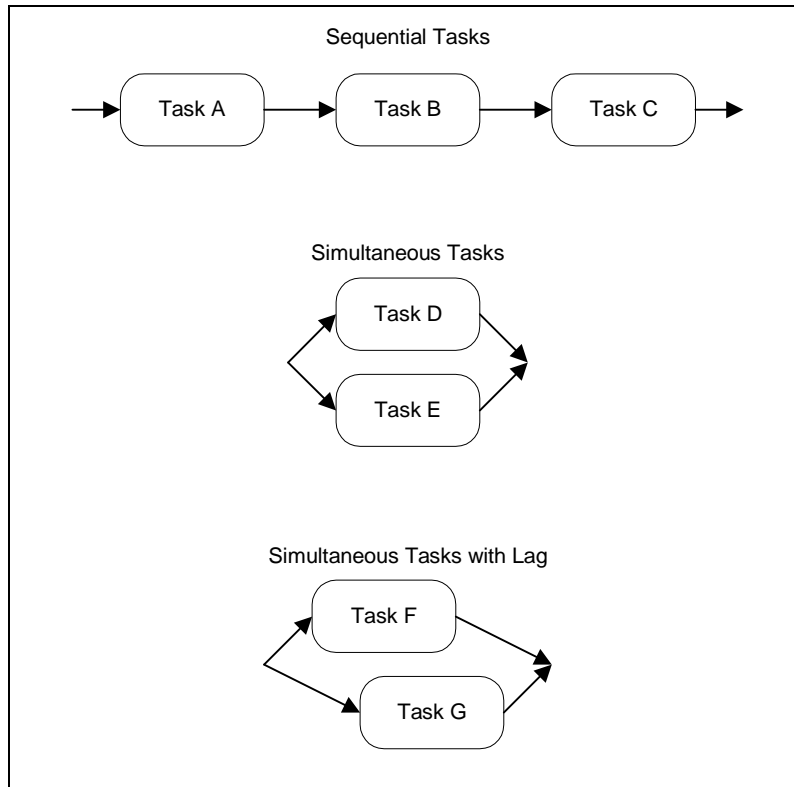 Sequential Tasks
Task A
Task B
Task C
Simultaneous Tasks
Task D
Task E
Simultaneous Tasks with Lag
Task F
Task G